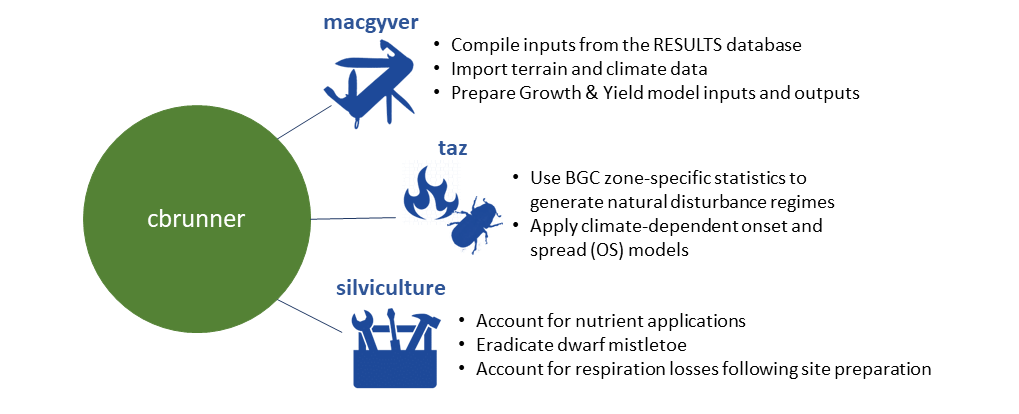 macgyver
• Compile inputs from the RESULTS database
• Import terrain and climate data
• Prepare Growth & Yield model inputs and outputs
taz
• Use BGC zone-specific statistics to
generate natural disturbance regimes
• Apply climate-dependent onset and
spread (OS) models
cbrunner
silviculture
• Account for nutrient applications
• Eradicate dwarf mistletoe
• Account for respiration losses following site preparation